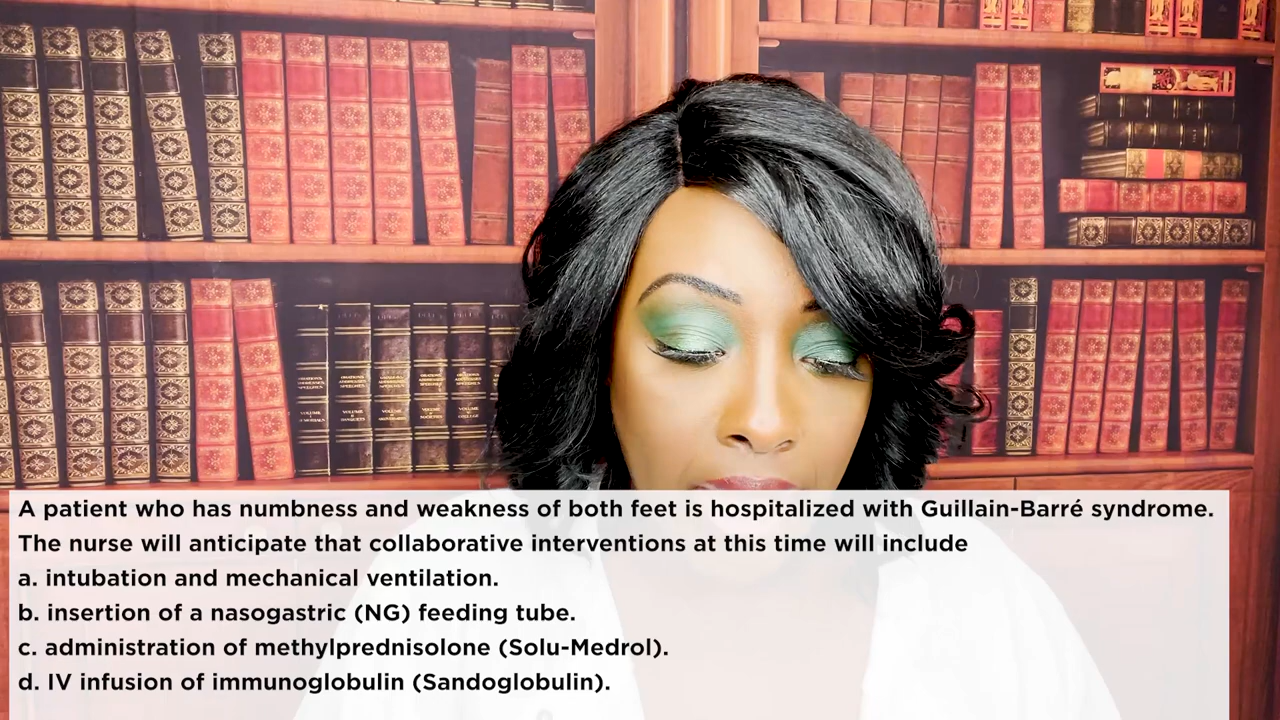 A patient who has numbness and weakness of both feet is hospitalized with Guillain-Barré syndrome.
The nurse will anticipate that collaborative interventions at this time will include
a. intubation and mechanical ventilation.
b. insertion of a nasogastric (NG) feeding tube.
c. administration of methylprednisolone (Solu-Medrol).
d. IV infusion of immunoglobulin (Sandoglobulin).